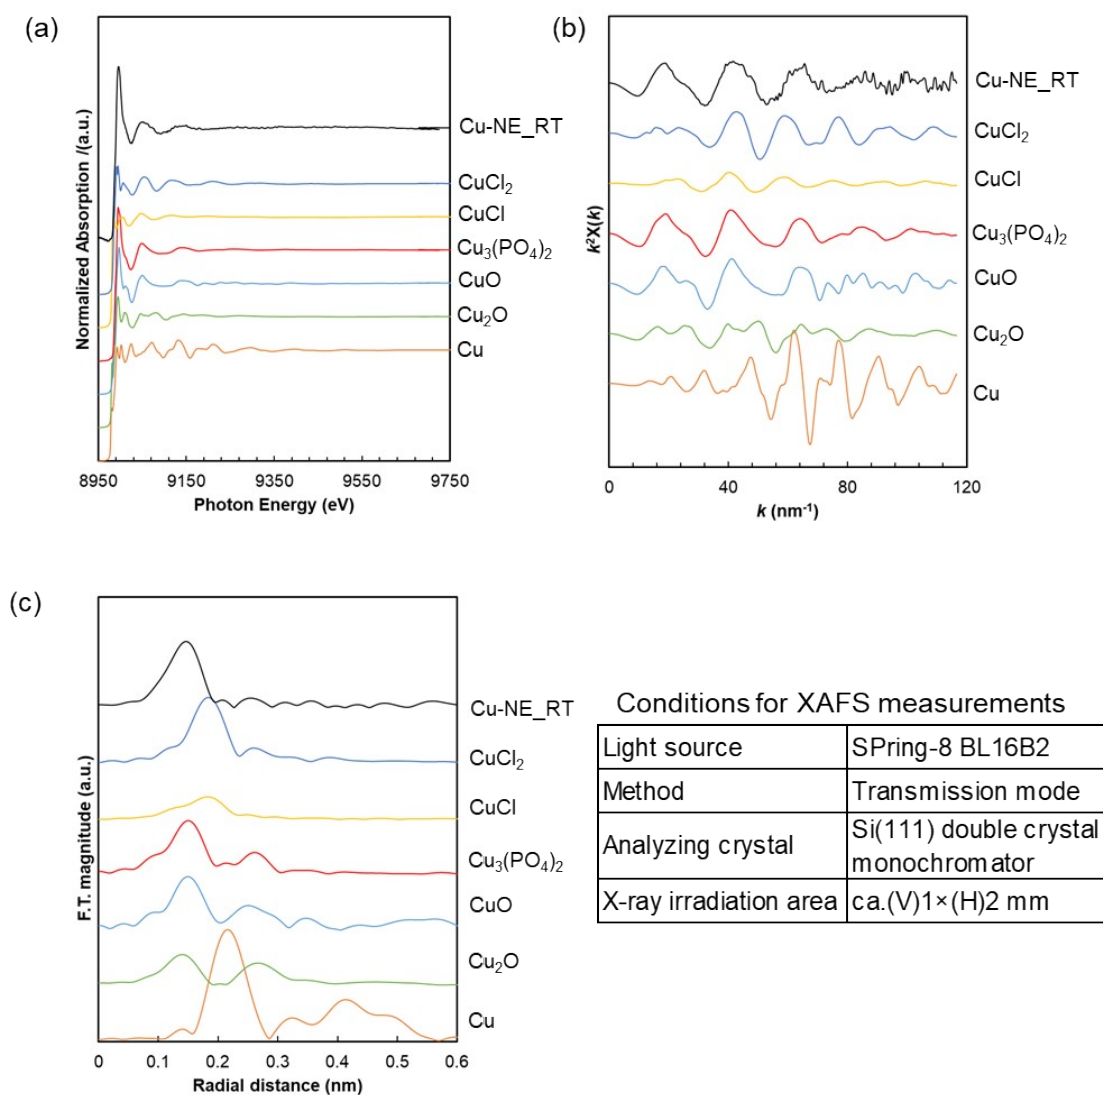 (a)
Normalized Absorption /(a.u.)
Cu-NE_RT
CuCl₂
CuCl
Cu₃(PO₄)₂
CuO
Cu₂O
Cu
8950 9150 9350 9550 9750
Photon Energy (eV)
(b)
k²X(k)
Cu-NE_RT
CuCl₂
CuCl
Cu₃(PO₄)₂
CuO
Cu₂O
Cu
0 40 80 120
k (nm⁻¹)
(c)
F.T. magnitude (a.u.)
Cu-NE_RT
CuCl₂
CuCl
Cu₃(PO₄)₂
CuO
Cu₂O
Cu
0 0.1 0.2 0.3 0.4 0.5 0.6
Radial distance (nm)
Conditions for XAFS measurements
Light source SPring-8 BL16B2
Method Transmission mode
Analyzing crystal Si(111) double crystal
monochromator
X-ray irradiation area ca.(V)1×(H)2 mm